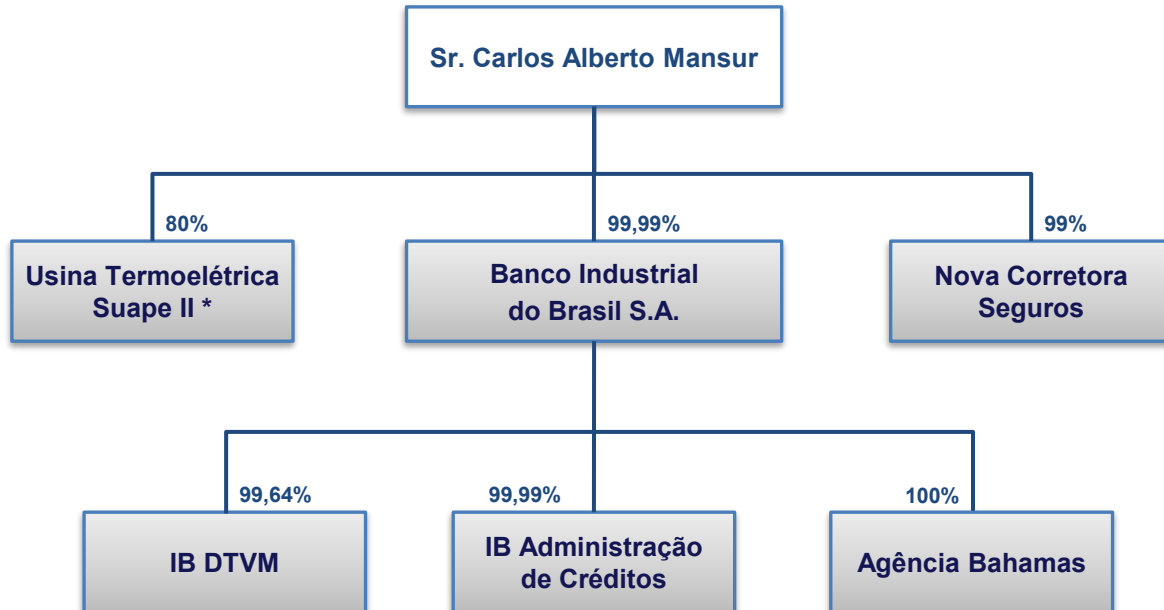 Sr. Carlos Alberto Mansur
80%
99,99%
99%
Usina Termoelétrica
Suape II *
Banco Industrial
do Brasil S.A.
Nova Corretora
Seguros
99,64%
99,99%
100%
IB DTVM
IB Administração
de Créditos
Agência Bahamas